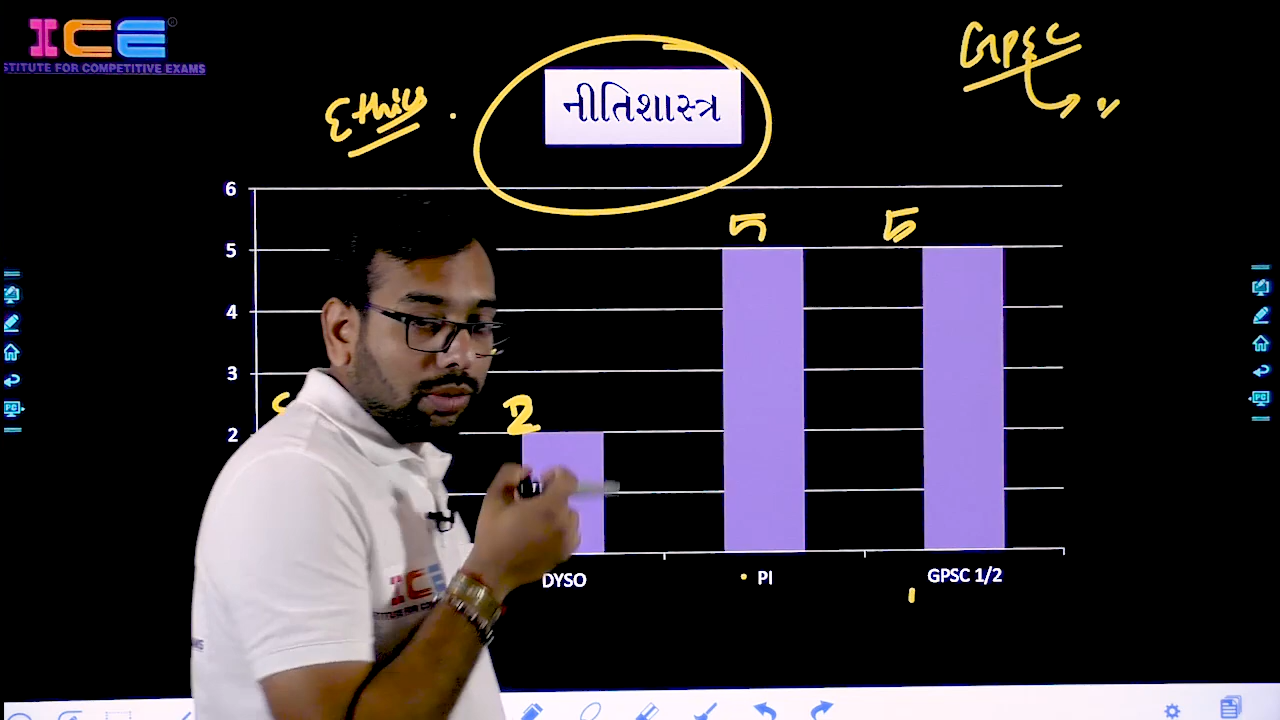 ICE
STITUTE FOR COMPETITIVE EXAMS
GPSC
Ethics.
નીતિશાસ્ત્ર
6
5
4
3
2
5
5
2
DYSO
PI
GPSC 1/2
ICE